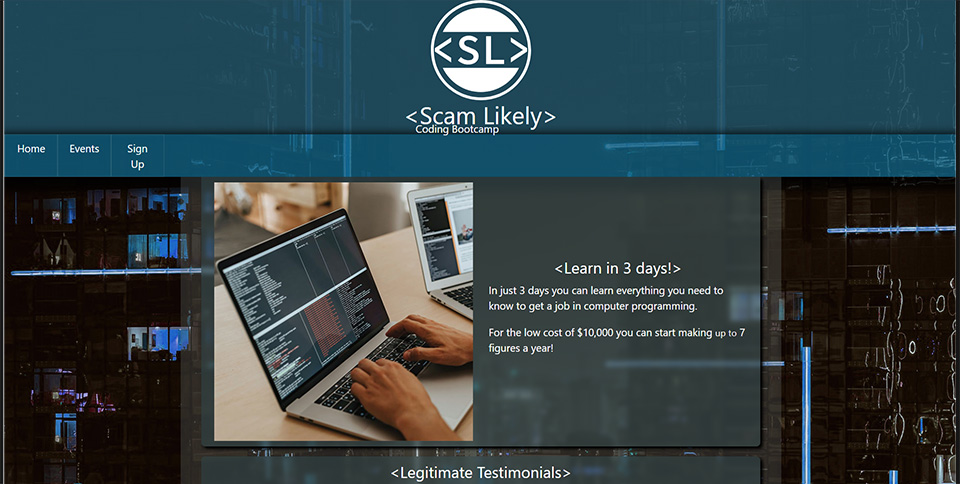 <SL>
<Scam Likely>
Coding Bootcamp
Home
Events
Sign
Up
<Learn in 3 days!>
In just 3 days you can learn everything you need to
know to get a job in computer programming.
For the low cost of $10,000 you can start making up to 7
figures a year!
<Legitimate Testimonials>